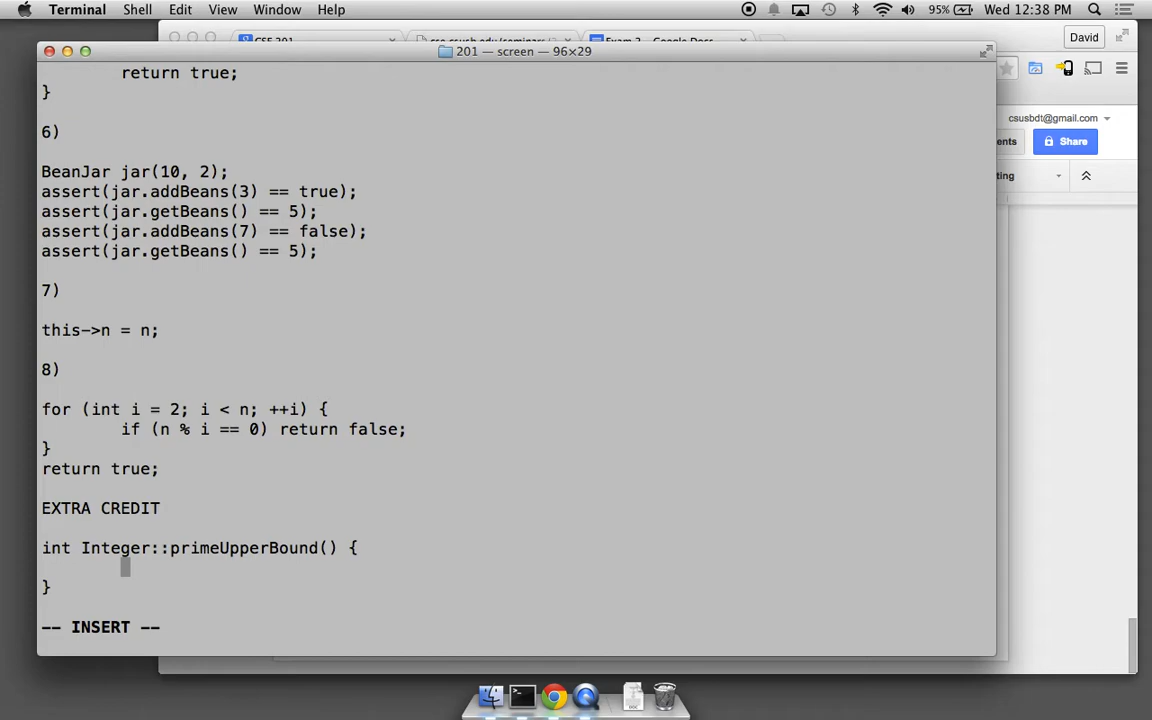 Terminal Shell Edit View Window Help
95% Wed 12:38 PM
David
201 — screen — 96×29
csusbdt@gmail.com
ents Share
ting
return true;
}
6)
BeanJar jar(10, 2);
assert(jar.addBeans(3) == true);
assert(jar.getBeans() == 5);
assert(jar.addBeans(7) == false);
assert(jar.getBeans() == 5);
7)
this->n = n;
8)
for (int i = 2; i < n; ++i) {
if (n % i == 0) return false;
}
return true;
EXTRA CREDIT
int Integer::primeUpperBound() {
}
-- INSERT --